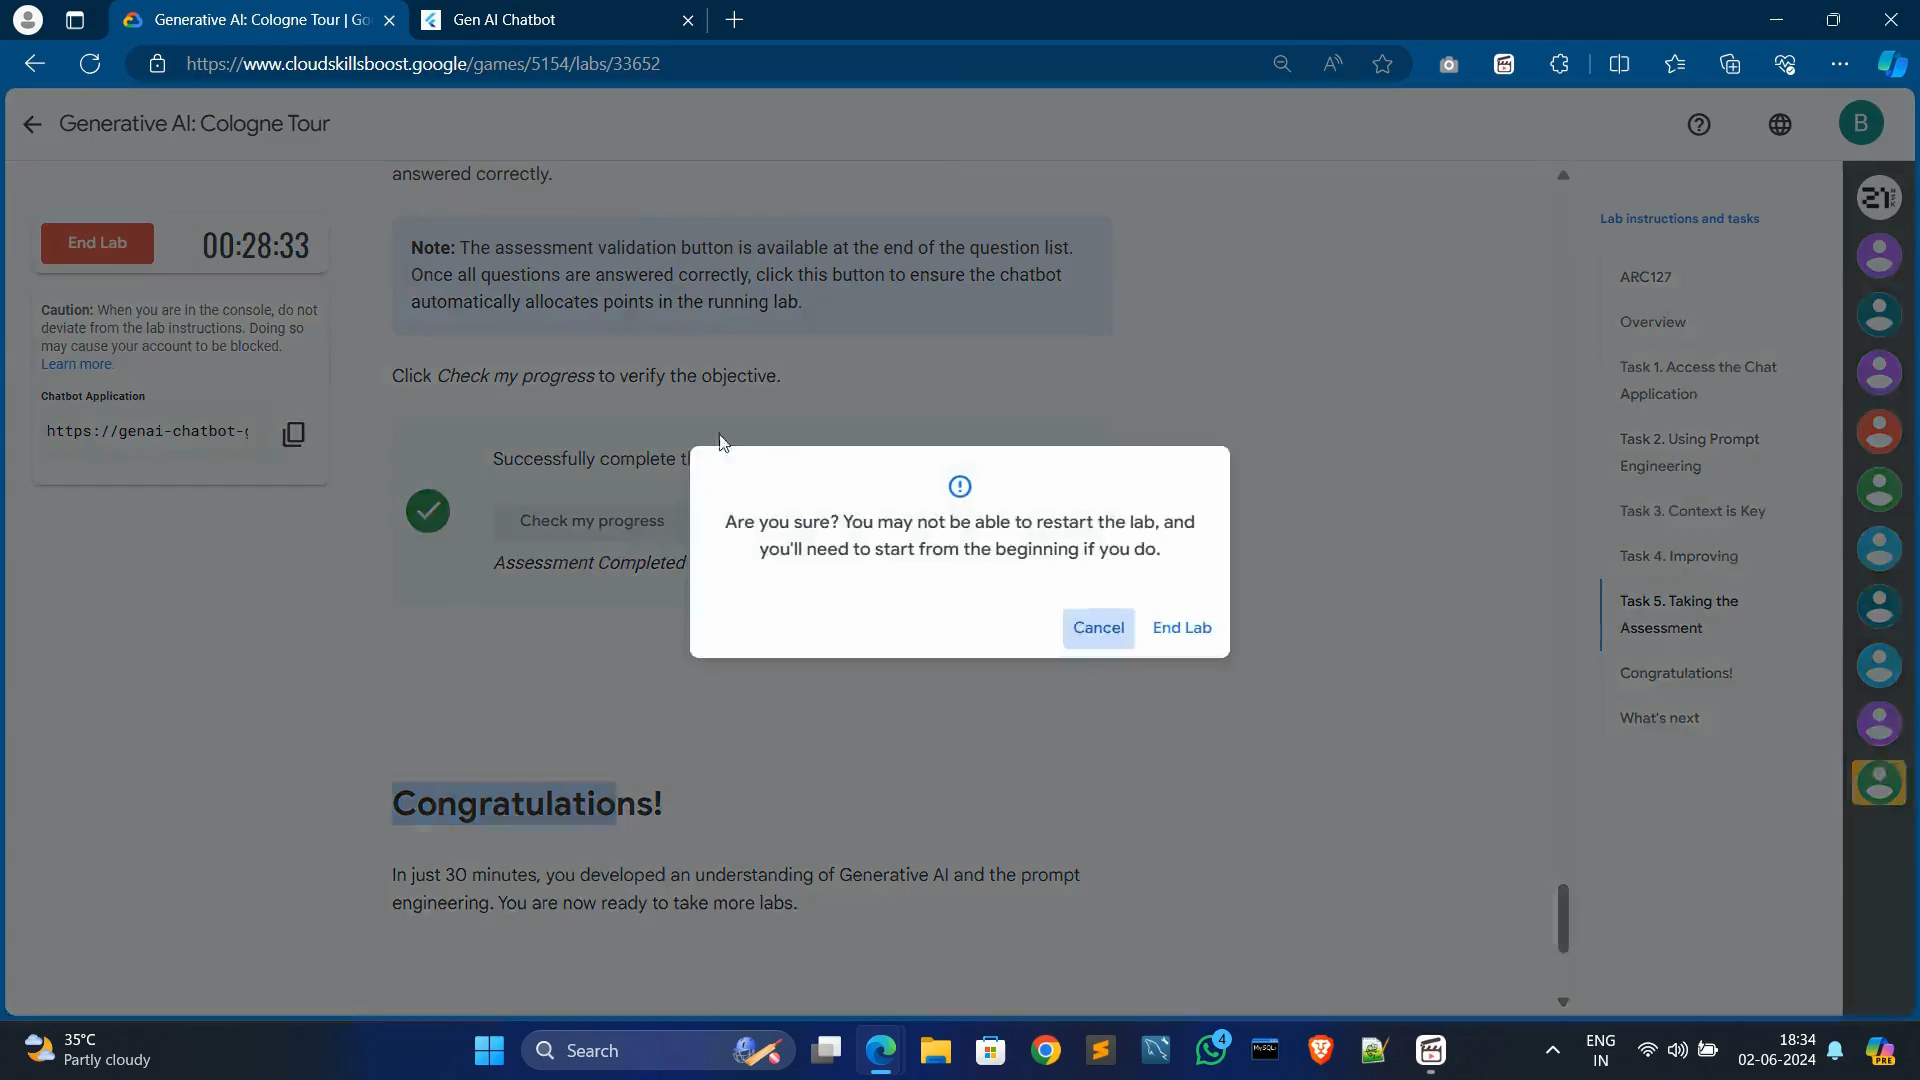 Generative AI: Cologne Tour | Go
Gen AI Chatbot
https://www.cloudskillsboost.google/games/5154/labs/33652
Generative AI: Cologne Tour
B
answered correctly.
End Lab
00:28:33
Note: The assessment validation button is available at the end of the question list.
Once all questions are answered correctly, click this button to ensure the chatbot
automatically allocates points in the running lab.
Caution: When you are in the console, do not
deviate from the lab instructions. Doing so
may cause your account to be blocked.
Learn more.
Chatbot Application
https://genai-chatbot-
Click Check my progress to verify the objective.
Successfully complete t
Check my progress
Assessment Completed
Are you sure? You may not be able to restart the lab, and
you'll need to start from the beginning if you do.
Cancel
End Lab
Congratulations!
In just 30 minutes, you developed an understanding of Generative AI and the prompt
engineering. You are now ready to take more labs.
Lab instructions and tasks
ARC127
Overview
Task 1. Access the Chat
Application
Task 2. Using Prompt
Engineering
Task 3. Context is Key
Task 4. Improving
Task 5. Taking the
Assessment
Congratulations!
What's next
21
35°C
Partly cloudy
Search
4
MySQL
ENG
IN
18:34
02-06-2024
PRE